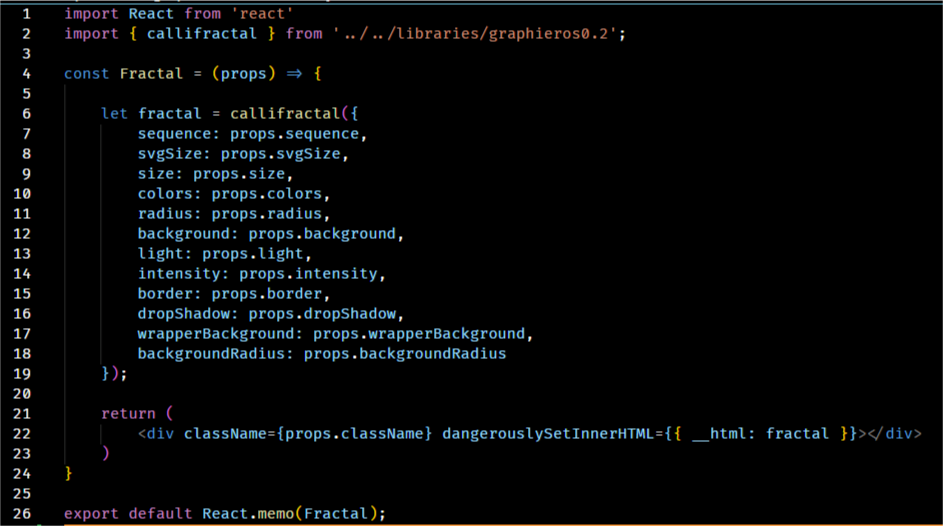 1 import React from 'react'
2 import { callifractal } from '../../libraries/graphieros0.2';
3
4 const Fractal = (props) => {
5
6 let fractal = callifractal({
7 sequence: props.sequence,
8 svgSize: props.svgSize,
9 size: props.size,
10 colors: props.colors,
11 radius: props.radius,
12 background: props.background,
13 light: props.light,
14 intensity: props.intensity,
15 border: props.border,
16 dropShadow: props.dropShadow,
17 wrapperBackground: props.wrapperBackground,
18 backgroundRadius: props.backgroundRadius
19 });
20
21 return (
22 <div className={props.className} dangerouslySetInnerHTML={{ __html: fractal }}></div>
23 )
24 }
25
26 export default React.memo(Fractal);